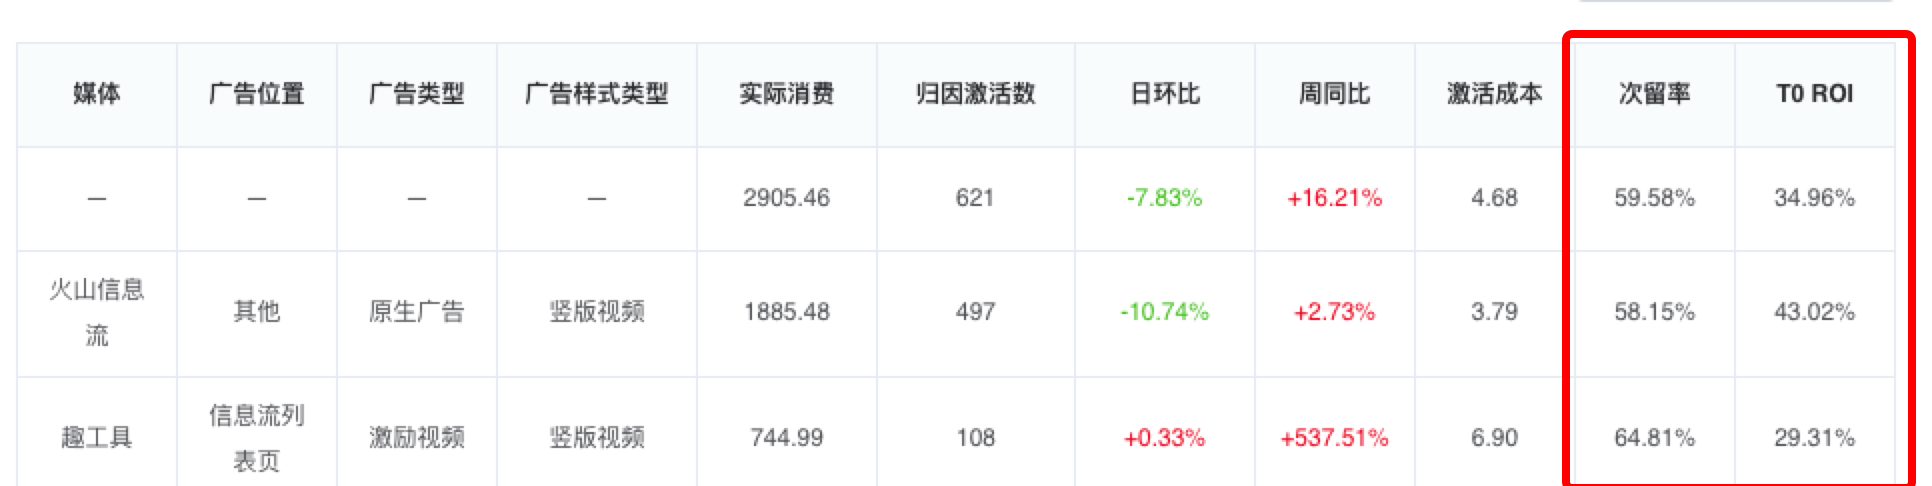 媒体 广告位置 广告类型 广告样式类型 实际消费 归因激活数 日环比 周同比 激活成本 次留率 T0 ROI
— — — — 2905.46 621 -7.83% +16.21% 4.68 59.58% 34.96%
火山信息
流 其他 原生广告 竖版视频 1885.48 497 -10.74% +2.73% 3.79 58.15% 43.02%
趣工具 信息流列
表页 激励视频 竖版视频 744.99 108 +0.33% +537.51% 6.90 64.81% 29.31%